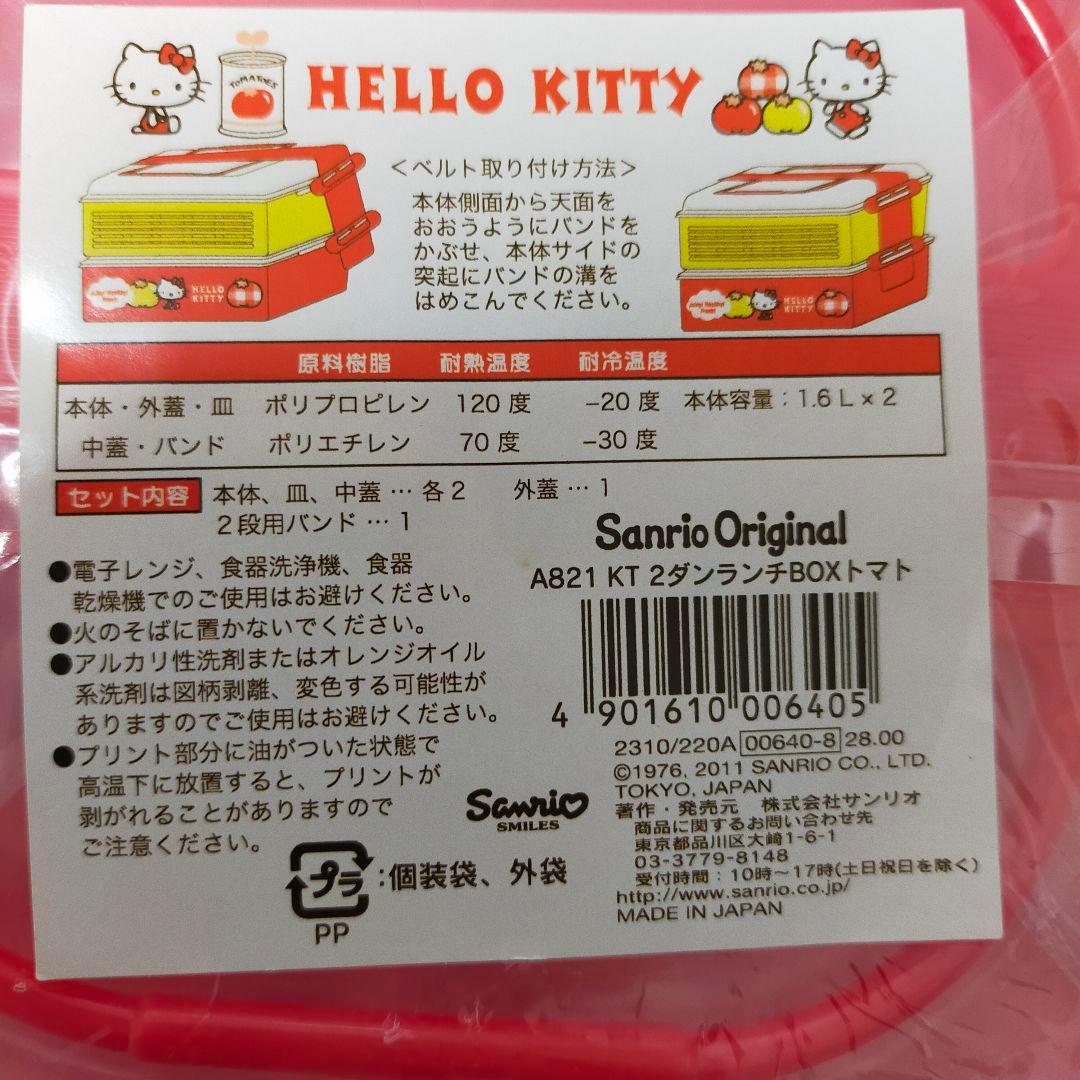 TOMATOES
HELLO KITTY
＜ベルト取り付け方法＞
本体側面から天面を
おおうようにバンドを
かぶせ、本体サイドの
突起にバンドの溝を
はめこんでください。
HELLO KITTY
HELLO KITTY
原料樹脂 耐熱温度 耐冷温度
本体・外蓋・皿 ポリプロピレン 120 度 −20 度 本体容量：1.6 L × 2
中蓋・バンド ポリエチレン 70 度 −30 度
セット内容 本体、皿、中蓋 … 各2 外蓋 … 1
2段用バンド … 1
●電子レンジ、食器洗浄機、食器
乾燥機でのご使用はお避けください。
●火のそばに置かないでください。
●アルカリ性洗剤またはオレンジオイル
系洗剤は図柄剥離、変色する可能性が
ありますのでご使用はお避けください。
●プリント部分に油がついた状態で
高温下に放置すると、プリントが
剥がれることがありますので
ご注意ください。
プラ：個装袋、外袋
PP
Sanrio
SMILES
Sanrio Original
A821 KT 2ダンランチBOXトマト
4 901610 006405
2310/220A 00640-8 28.00
©1976, 2011 SANRIO CO., LTD.
TOKYO, JAPAN
著作・発売元 株式会社サンリオ
商品に関するお問い合わせ先
東京都品川区大崎1-6-1
03-3779-8148
受付時間：10時〜17時(土日祝日を除く)
http://www.sanrio.co.jp/
MADE IN JAPAN